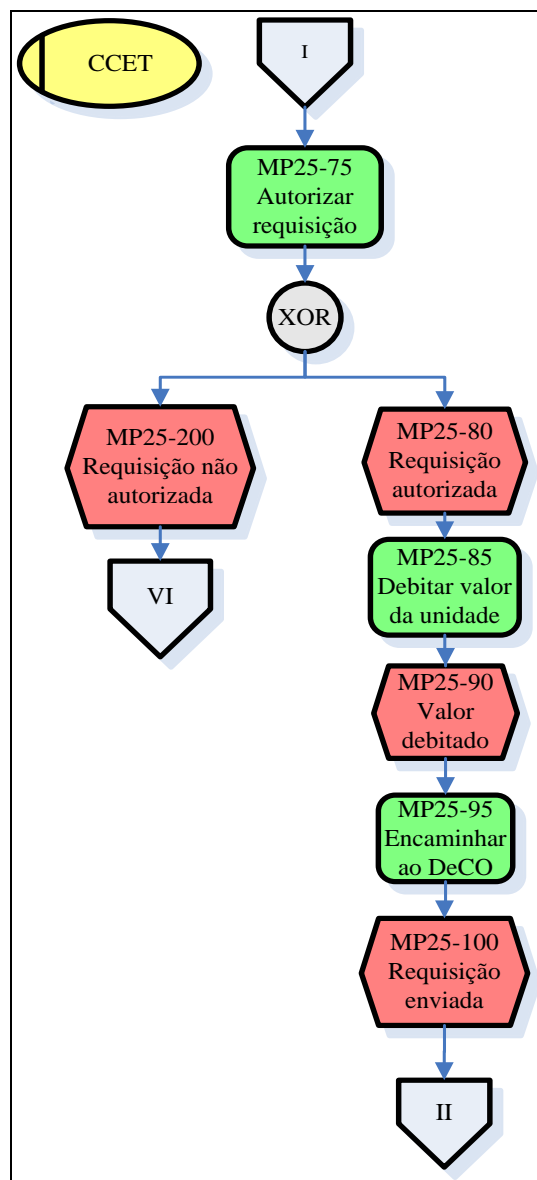 CCET
I
MP25-75
Autorizar
requisição
XOR
MP25-200
Requisição não
autorizada
VI
MP25-80
Requisição
autorizada
MP25-85
Debitar valor
da unidade
MP25-90
Valor
debitado
MP25-95
Encaminhar
ao DeCO
MP25-100
Requisição
enviada
II